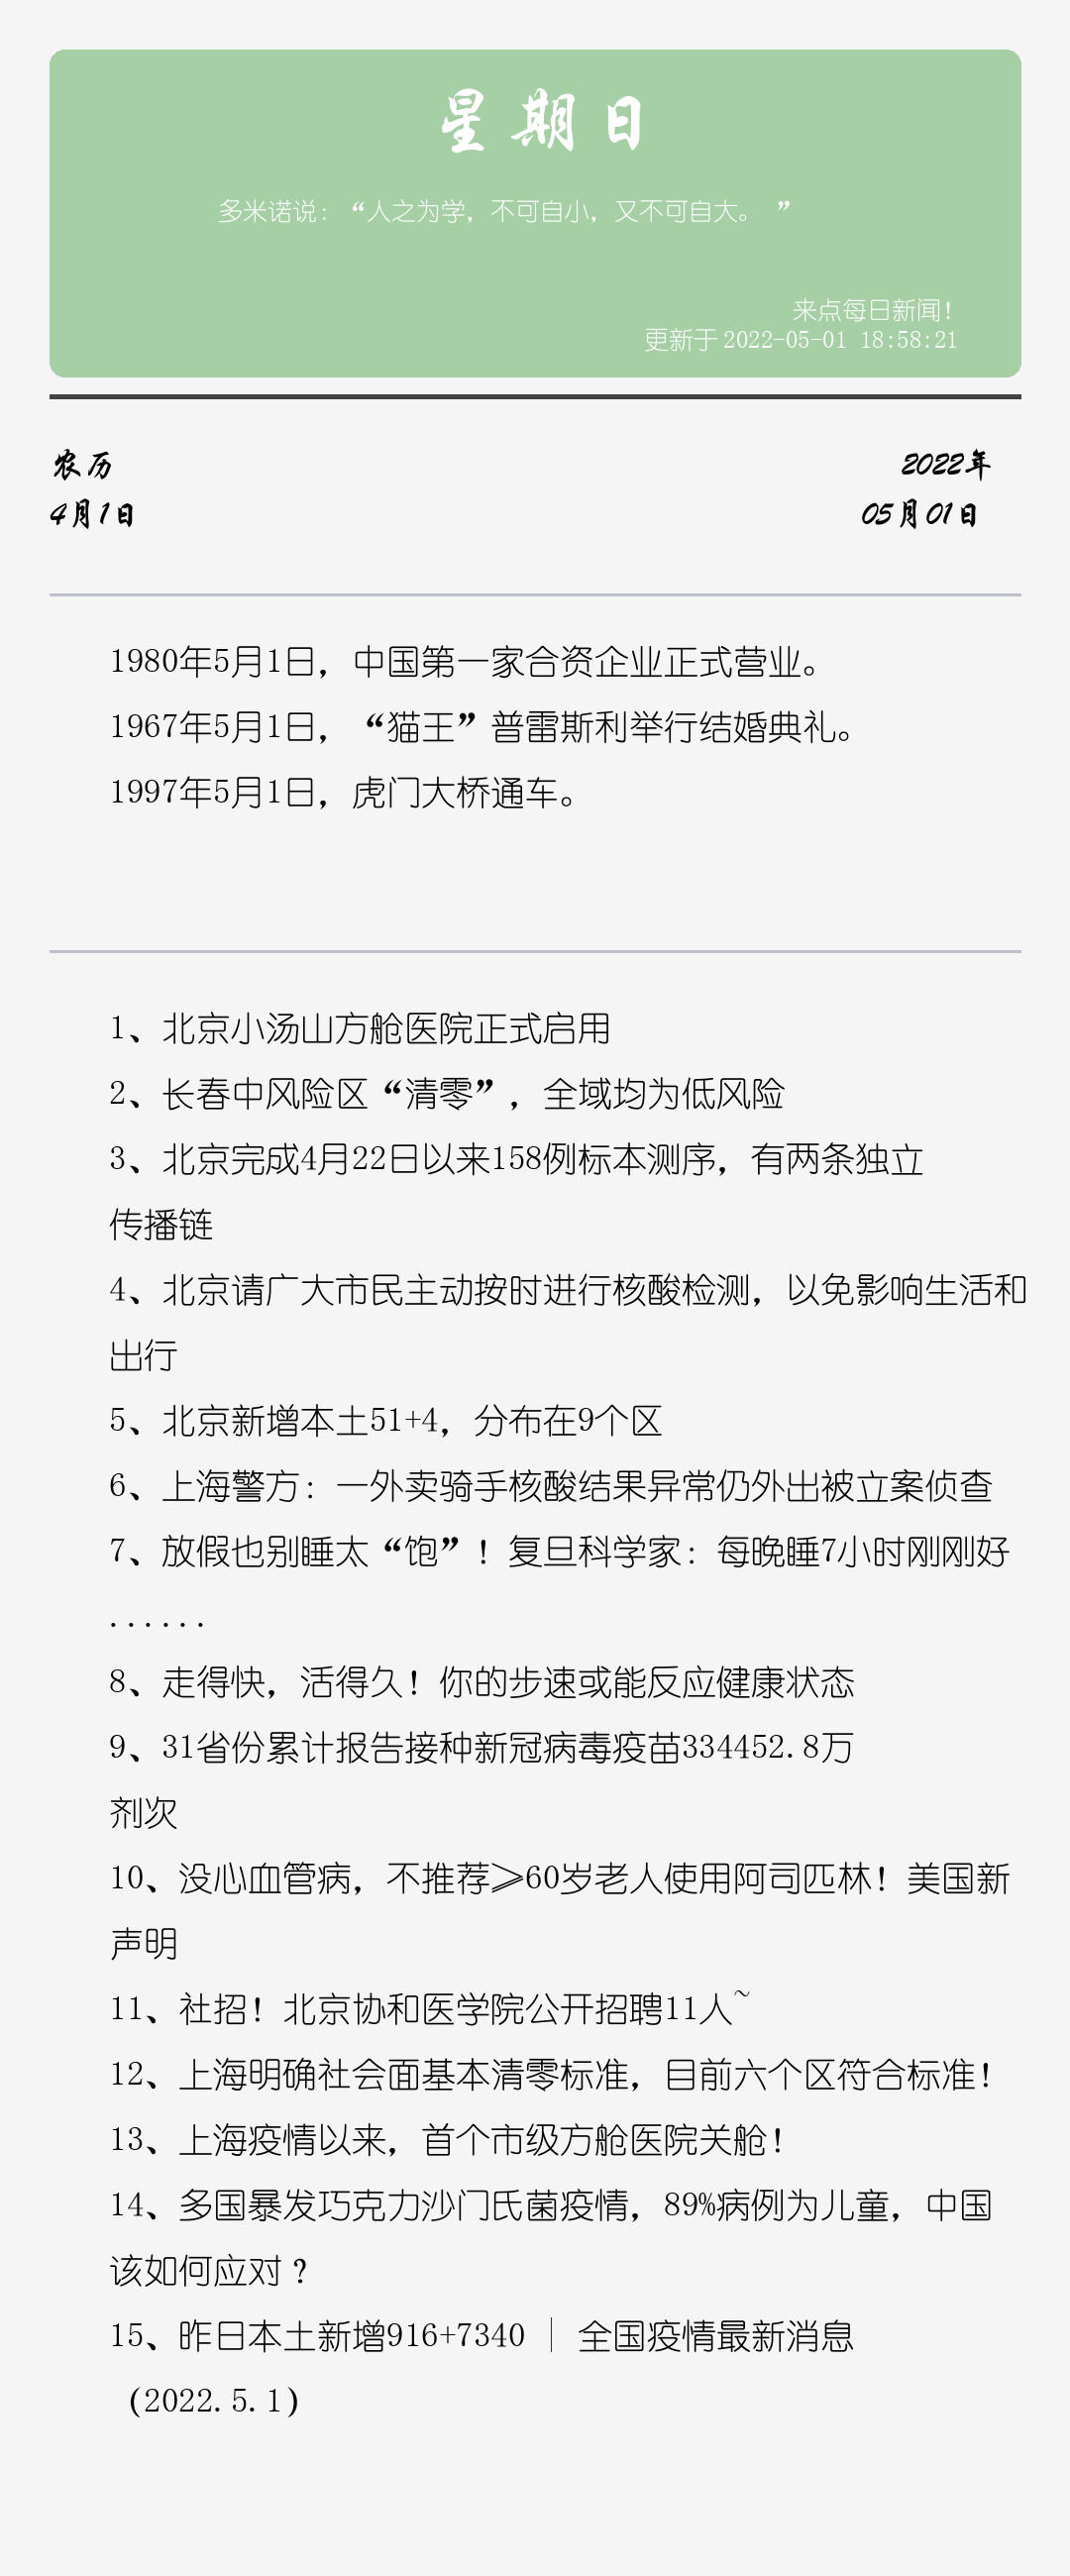 星期日
多米诺说：“人之为学，不可自小，又不可自大。 ”
来点每日新闻！
更新于 2022-05-01 18:58:21
农历
2022年
4月1日
05月01日
1980年5月1日，中国第一家合资企业正式营业。
1967年5月1日，“猫王”普雷斯利举行结婚典礼。
1997年5月1日，虎门大桥通车。
1、北京小汤山方舱医院正式启用
2、长春中风险区“清零”，全域均为低风险
3、北京完成4月22日以来158例标本测序，有两条独立
传播链
4、北京请广大市民主动按时进行核酸检测，以免影响生活和
出行
5、北京新增本土51+4，分布在9个区
6、上海警方：一外卖骑手核酸结果异常仍外出被立案侦查
7、放假也别睡太“饱”！复旦科学家：每晚睡7小时刚刚好
......
8、走得快，活得久！你的步速或能反应健康状态
9、31省份累计报告接种新冠病毒疫苗334452.8万
剂次
10、没心血管病，不推荐⩾60岁老人使用阿司匹林！美国新
声明
11、社招！北京协和医学院公开招聘11人~
12、上海明确社会面基本清零标准，目前六个区符合标准！
13、上海疫情以来，首个市级方舱医院关舱！
14、多国暴发巧克力沙门氏菌疫情，89%病例为儿童，中国
该如何应对？
15、昨日本土新增916+7340 ｜ 全国疫情最新消息
（2022.5.1）